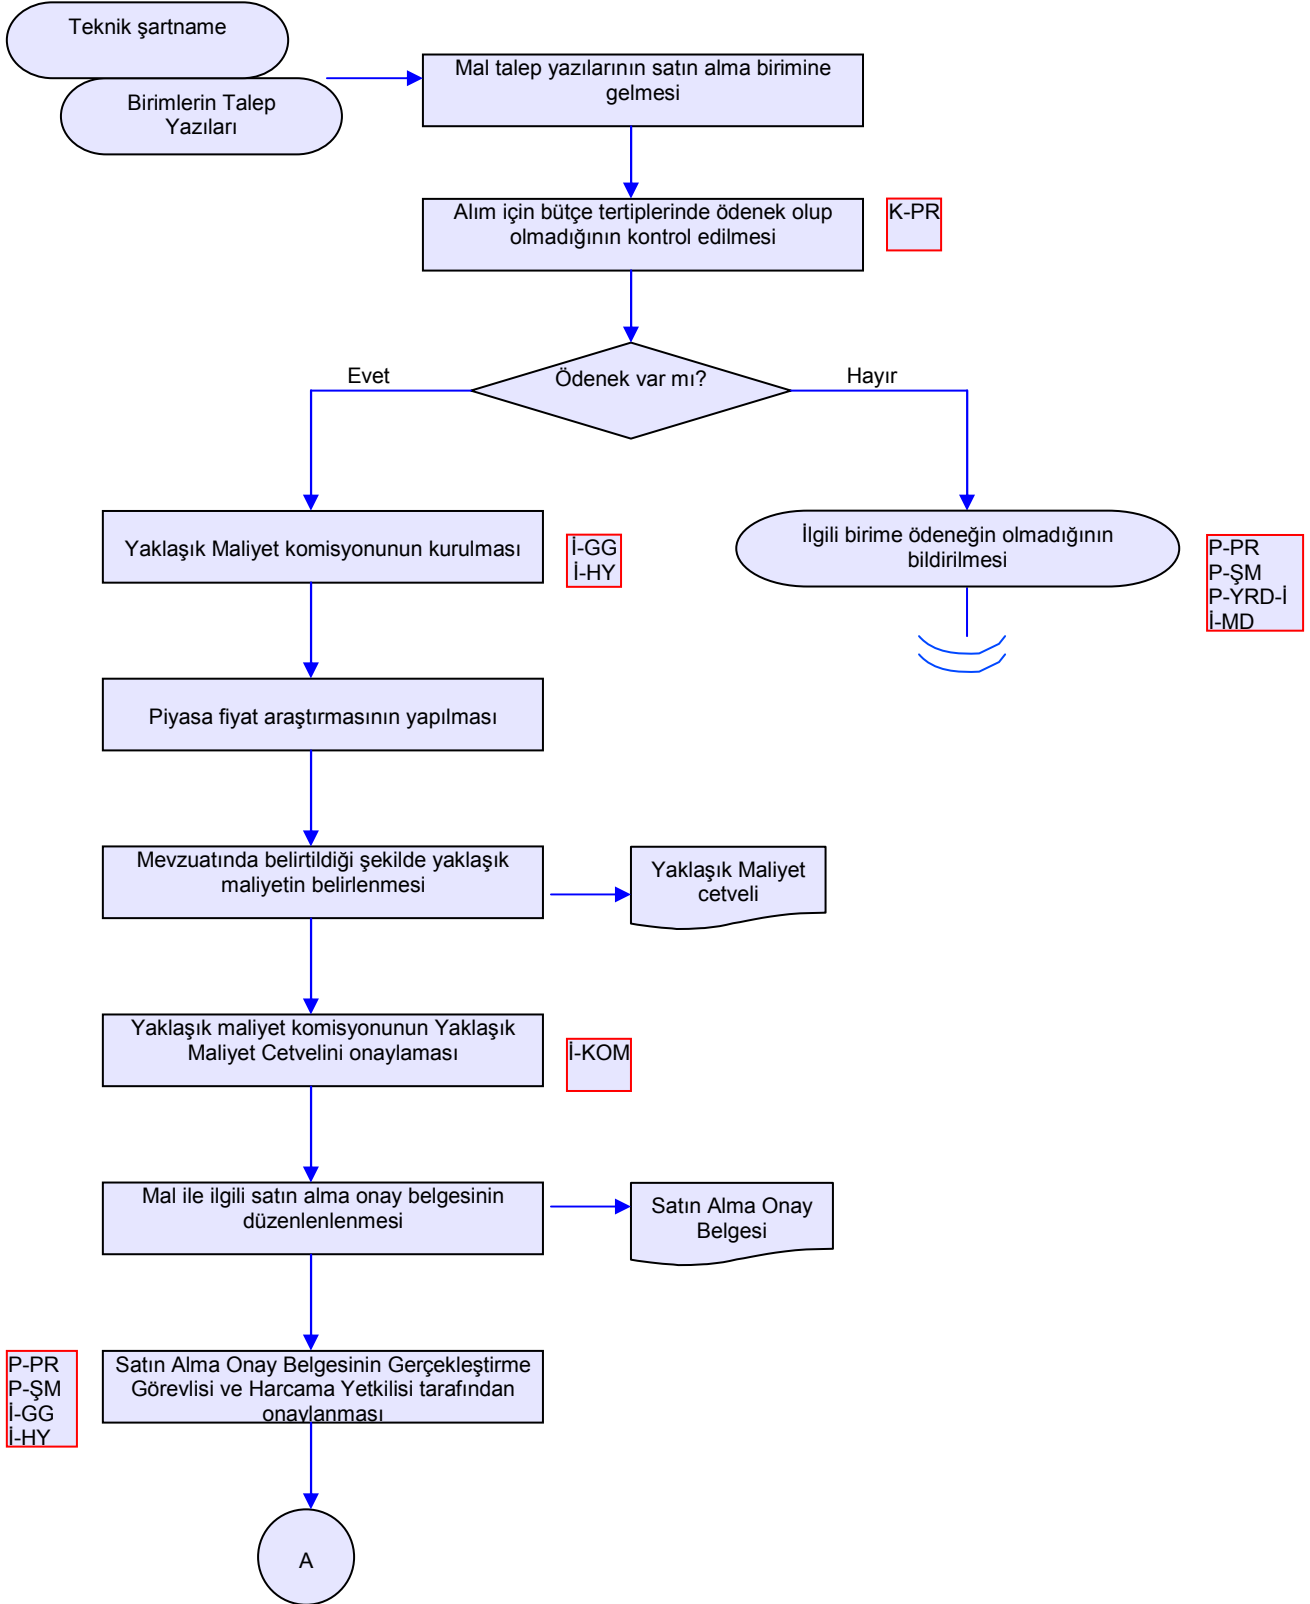 Teknik şartname
Birimlerin Talep
Yazıları
Mal talep yazılarının satın alma birimine
gelmesi
Alım için bütçe tertiplerinde ödenek olup
olmadığının kontrol edilmesi
K-PR
Ödenek var mı?
Evet
Hayır
Yaklaşık Maliyet komisyonunun kurulması
İ-GG
İ-HY
İlgili birime ödeneğin olmadığının
bildirilmesi
P-PR
P-ŞM
P-YRD-İ
İ-MD
Piyasa fiyat araştırmasının yapılması
Mevzuatında belirtildiği şekilde yaklaşık
maliyetin belirlenmesi
Yaklaşık Maliyet
cetveli
Yaklaşık maliyet komisyonunun Yaklaşık
Maliyet Cetvelini onaylaması
İ-KOM
Mal ile ilgili satın alma onay belgesinin
düzenlenlenmesi
Satın Alma Onay
Belgesi
P-PR
P-ŞM
İ-GG
İ-HY
Satın Alma Onay Belgesinin Gerçekleştirme
Görevlisi ve Harcama Yetkilisi tarafından
onaylanması
A